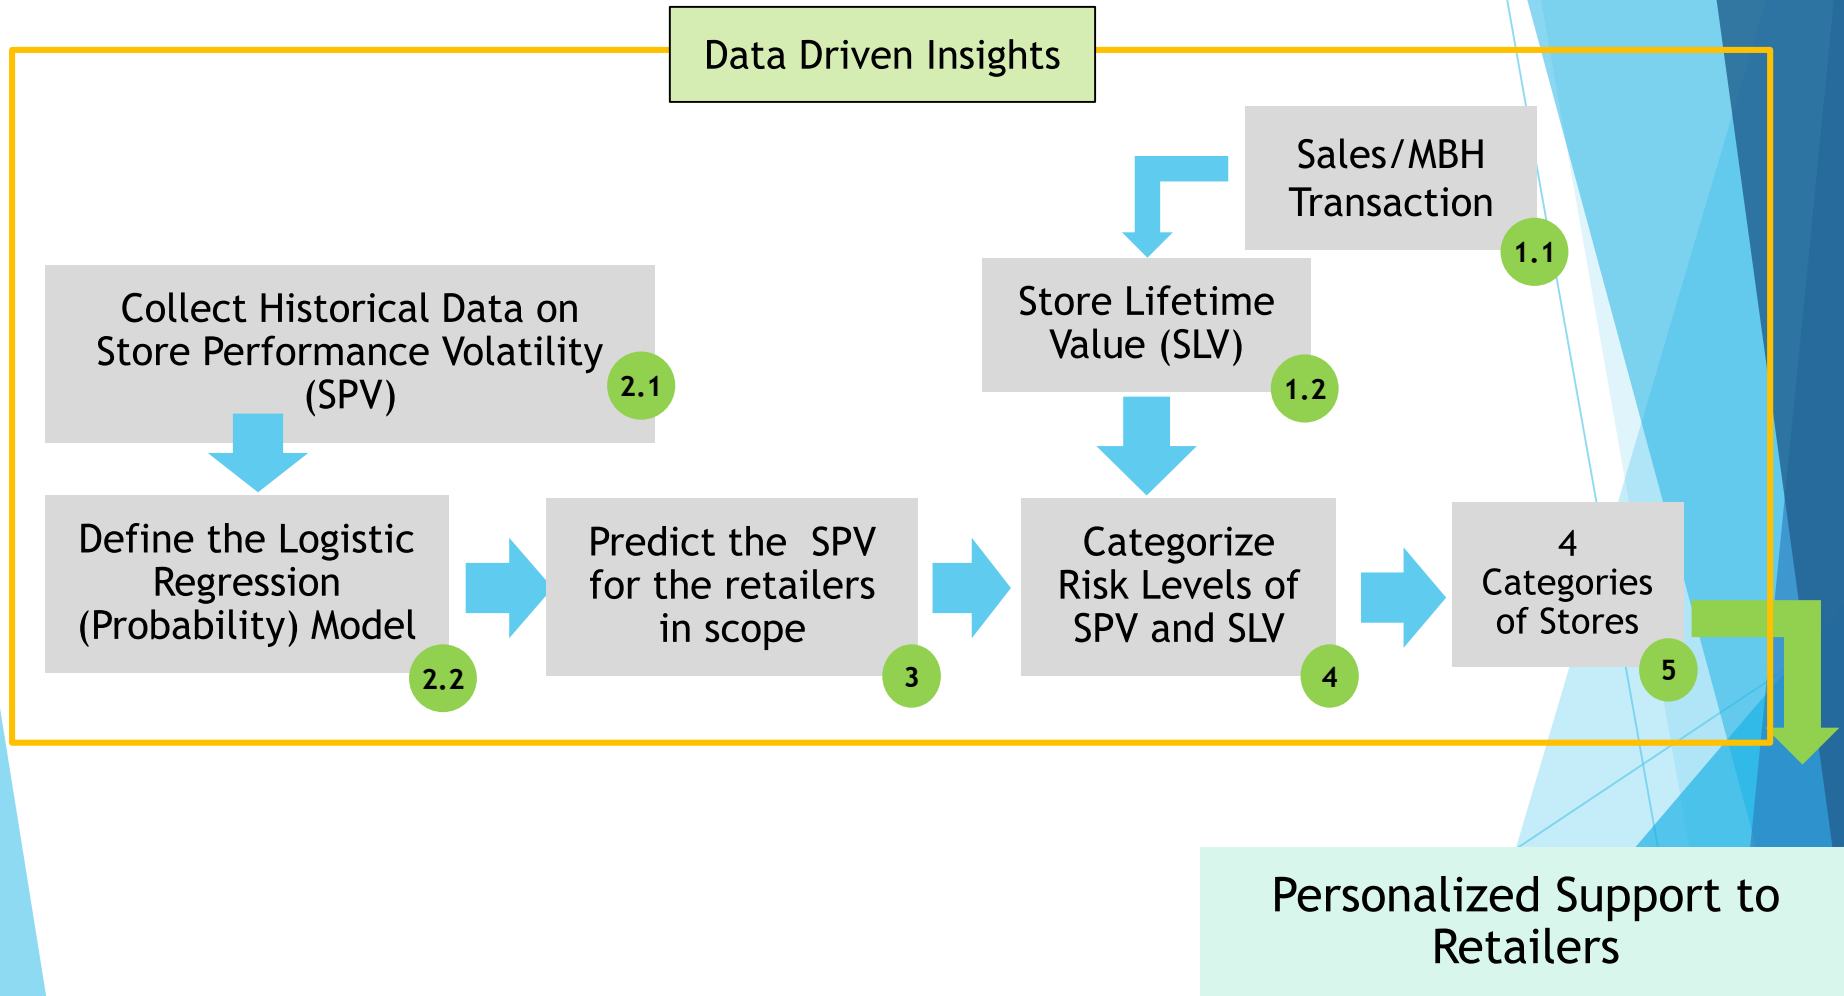 Data Driven Insights
Sales/MBH
Transaction
1.1
Store Lifetime
Value (SLV)
1.2
Collect Historical Data on
Store Performance Volatility
(SPV)
2.1
Define the Logistic
Regression
(Probability) Model
2.2
Predict the  SPV
for the retailers
in scope
3
Categorize
Risk Levels of
SPV and SLV
4
4
Categories
of Stores
5
Personalized Support to
Retailers